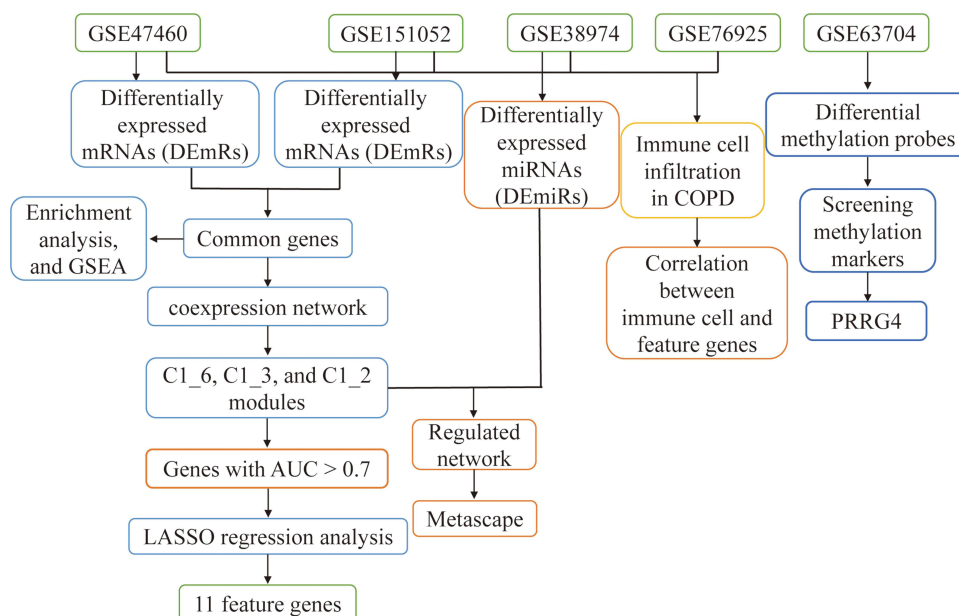 GSE47460
GSE151052
GSE38974
GSE76925
GSE63704
Differentially
expressed
mRNAs (DEmRs)
Differentially
expressed
mRNAs (DEmRs)
Differentially
expressed
miRNAs
(DEmiRs)
Immune cell
infiltration
in COPD
Differential
methylation probes
Enrichment
analysis,
and GSEA
Common genes
Screening
methylation
markers
Correlation
between
immune cell and
feature genes
coexpression network
PRRG4
C1_6, C1_3, and C1_2
modules
Regulated
network
Genes with AUC > 0.7
Metascape
LASSO regression analysis
11 feature genes